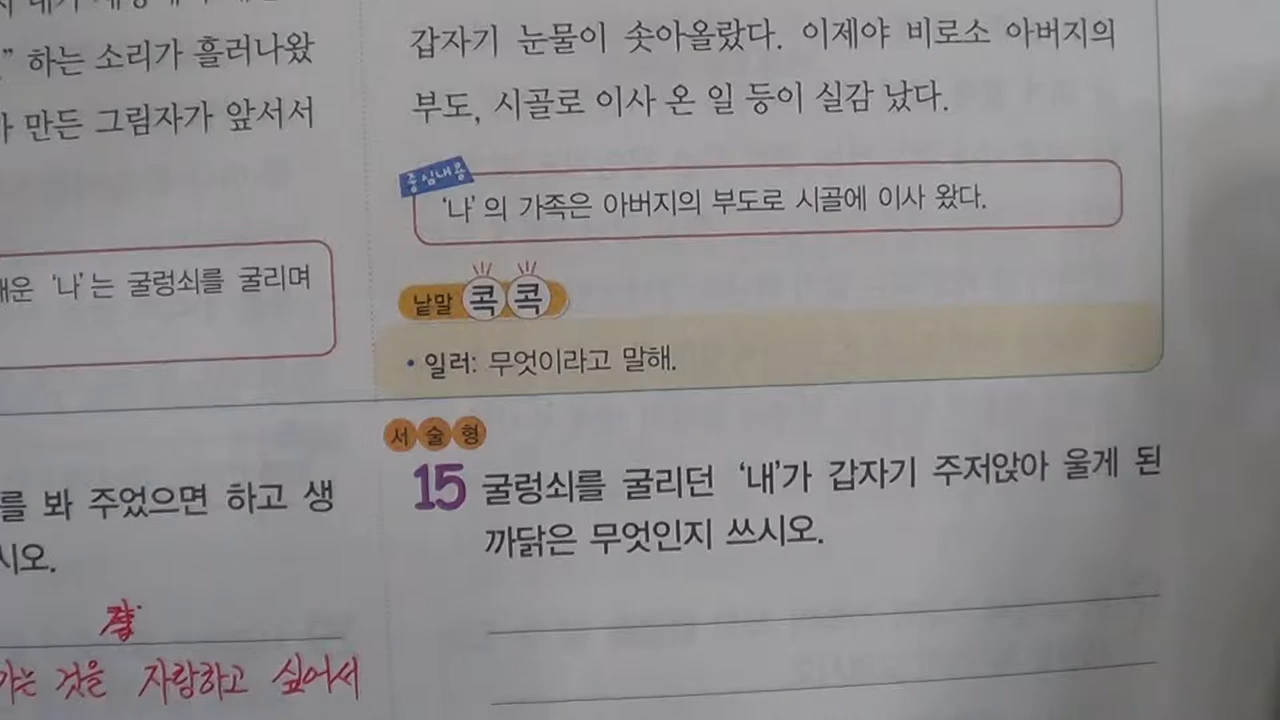 하는 소리가 흘러나왔
만든 그림자가 앞서서
'나'는 굴렁쇠를 굴리며
를 봐 주었으면 하고 생
시오.
가는 것을 자랑하고 싶어서
갑자기 눈물이 솟아올랐다. 이제야 비로소 아버지의
부도, 시골로 이사 온 일 등이 실감 났다.
중심내용
'나'의 가족은 아버지의 부도로 시골에 이사 왔다.
낱말 콕콕
• 일러: 무엇이라고 말해.
서술형
15 굴렁쇠를 굴리던 '내'가 갑자기 주저앉아 울게 된
까닭은 무엇인지 쓰시오.